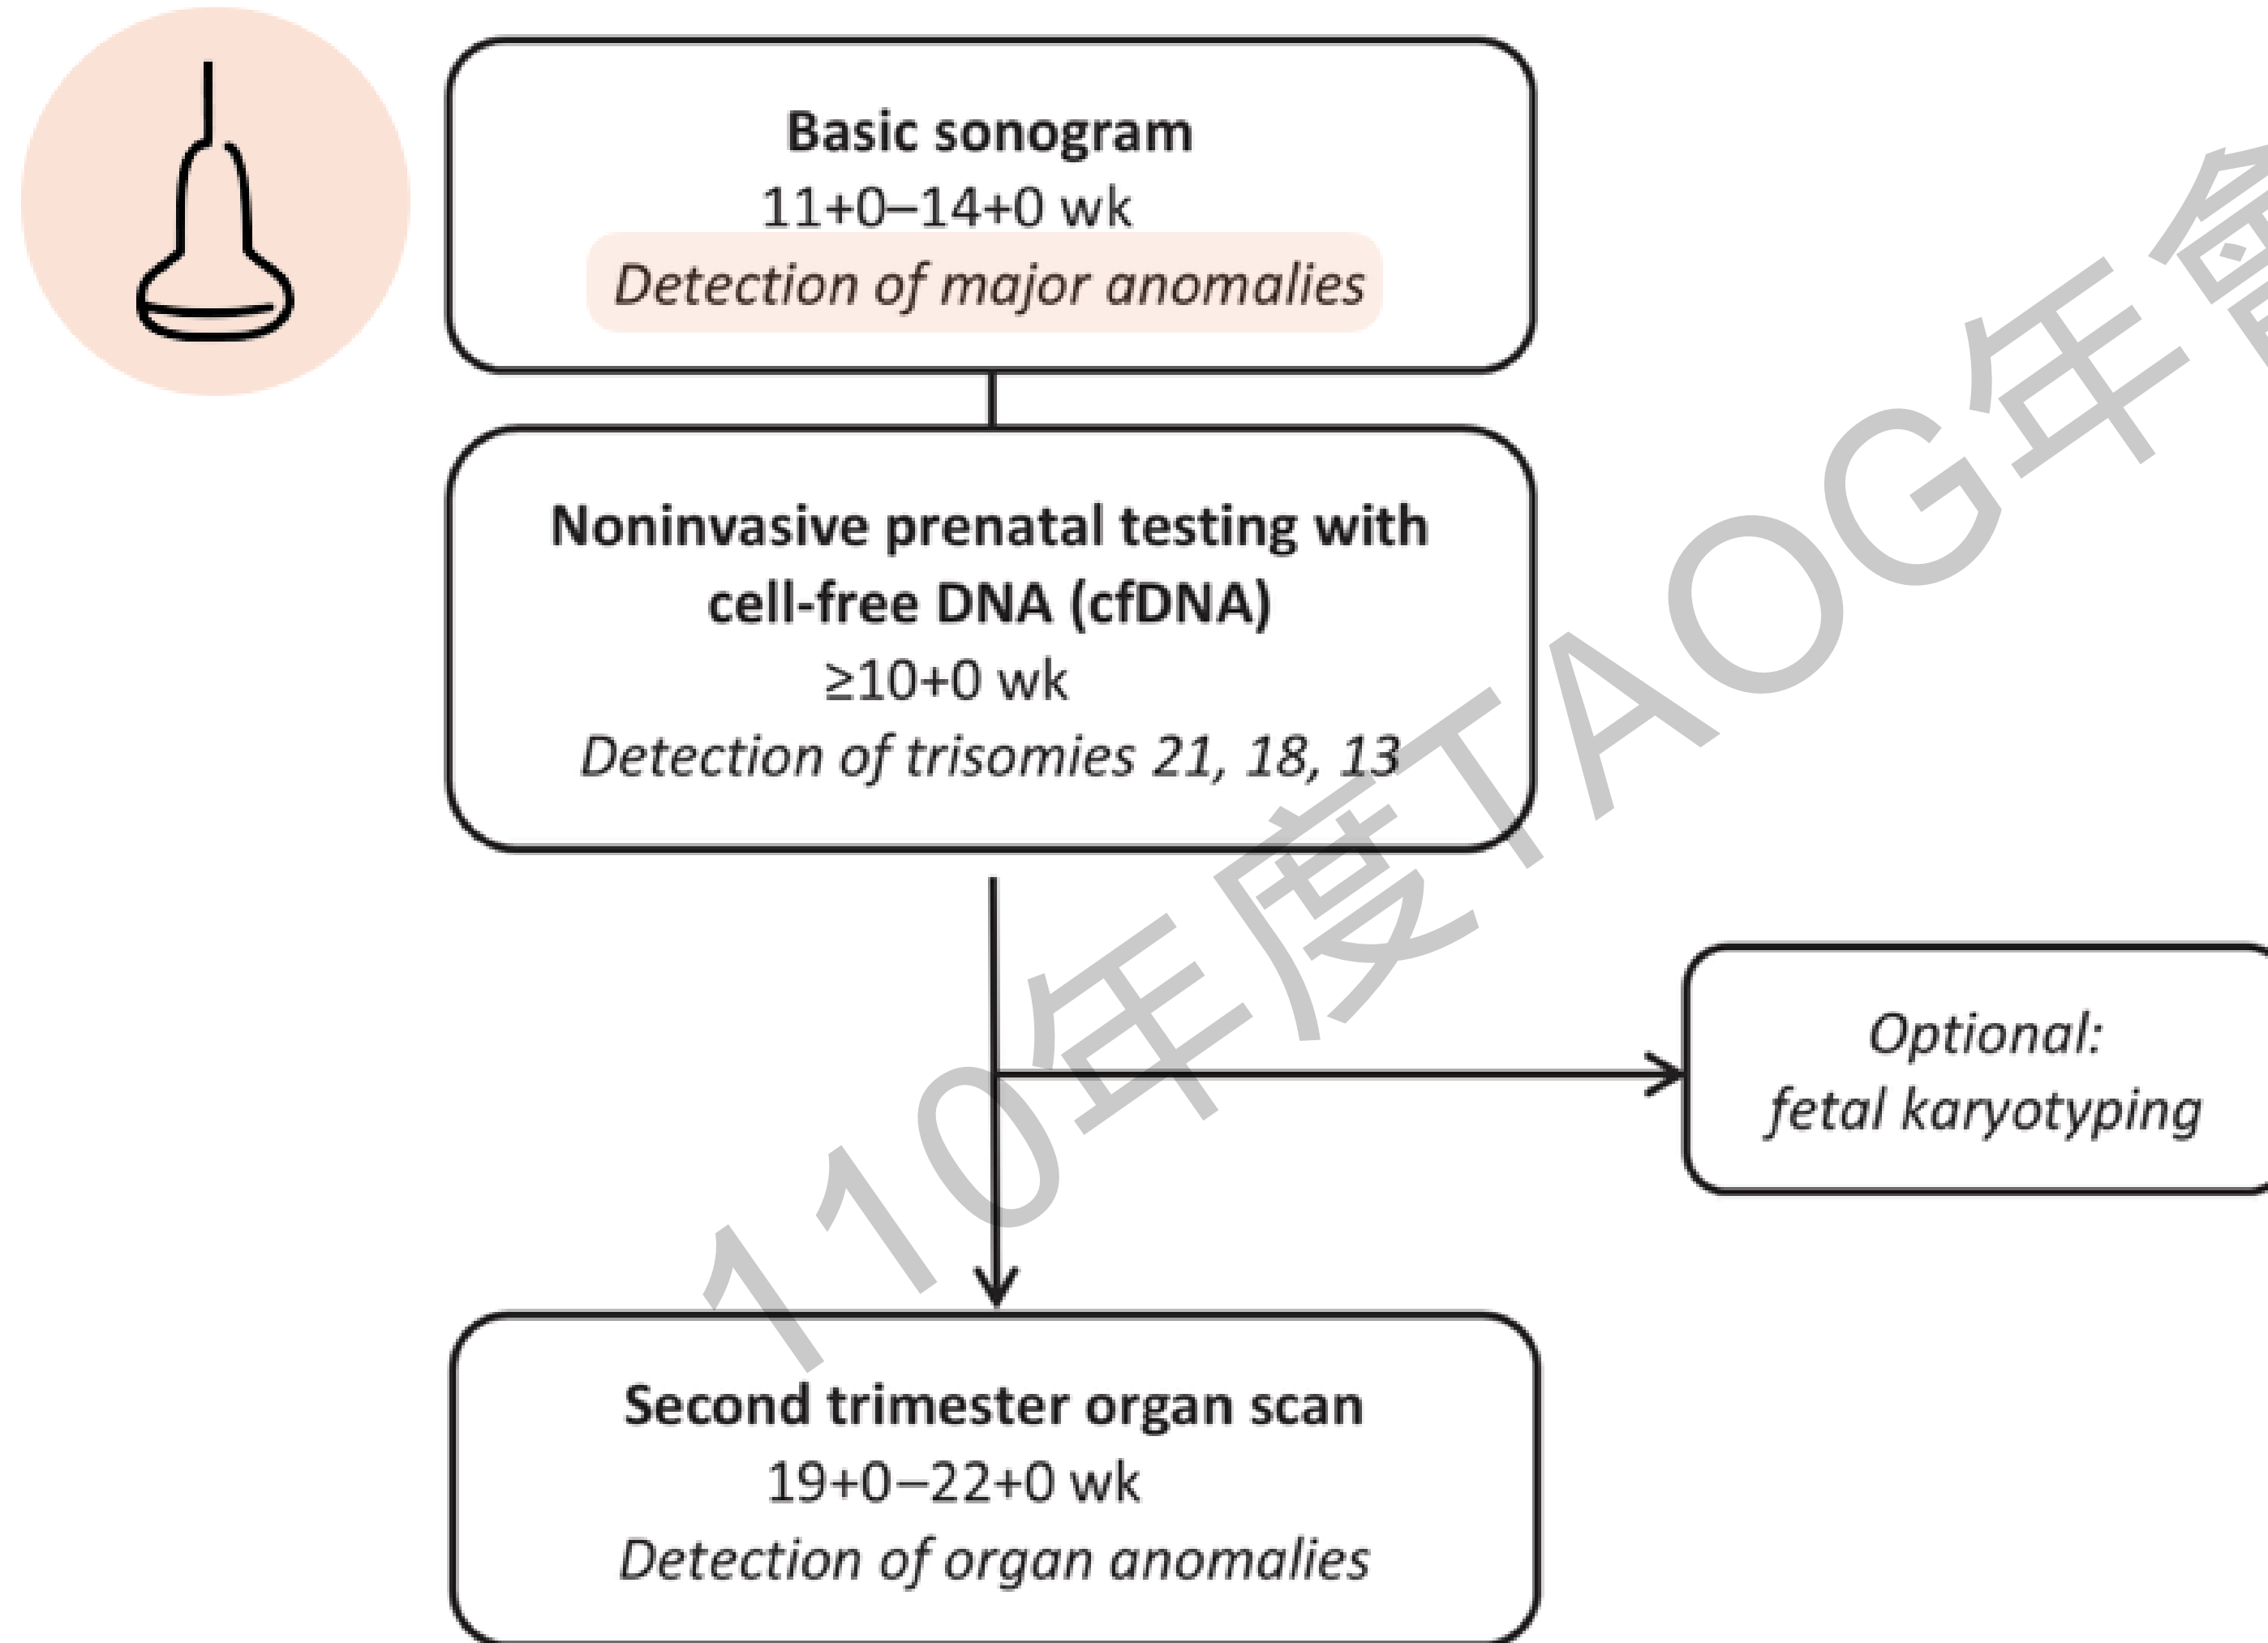 Basic sonogram
11+0–14+0 wk
Detection of major anomalies
Noninvasive prenatal testing with
cell-free DNA (cfDNA)
≥10+0 wk
Detection of trisomies 21, 18, 13
Optional:
fetal karyotyping
Second trimester organ scan
19+0–22+0 wk
Detection of organ anomalies
110年度TAOG年會